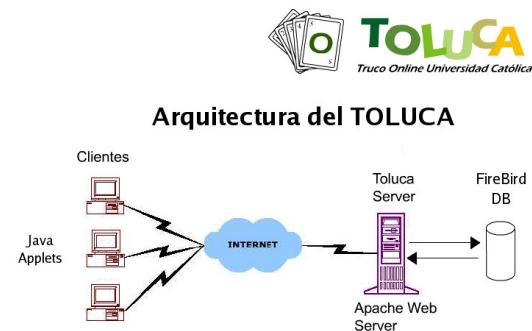 O
TOLUCA
Truco Online Universidad Católica
Arquitectura del TOLUCA
Clientes
Java
Applets
INTERNET
Toluca
Server
FireBird
DB
Apache Web
Server